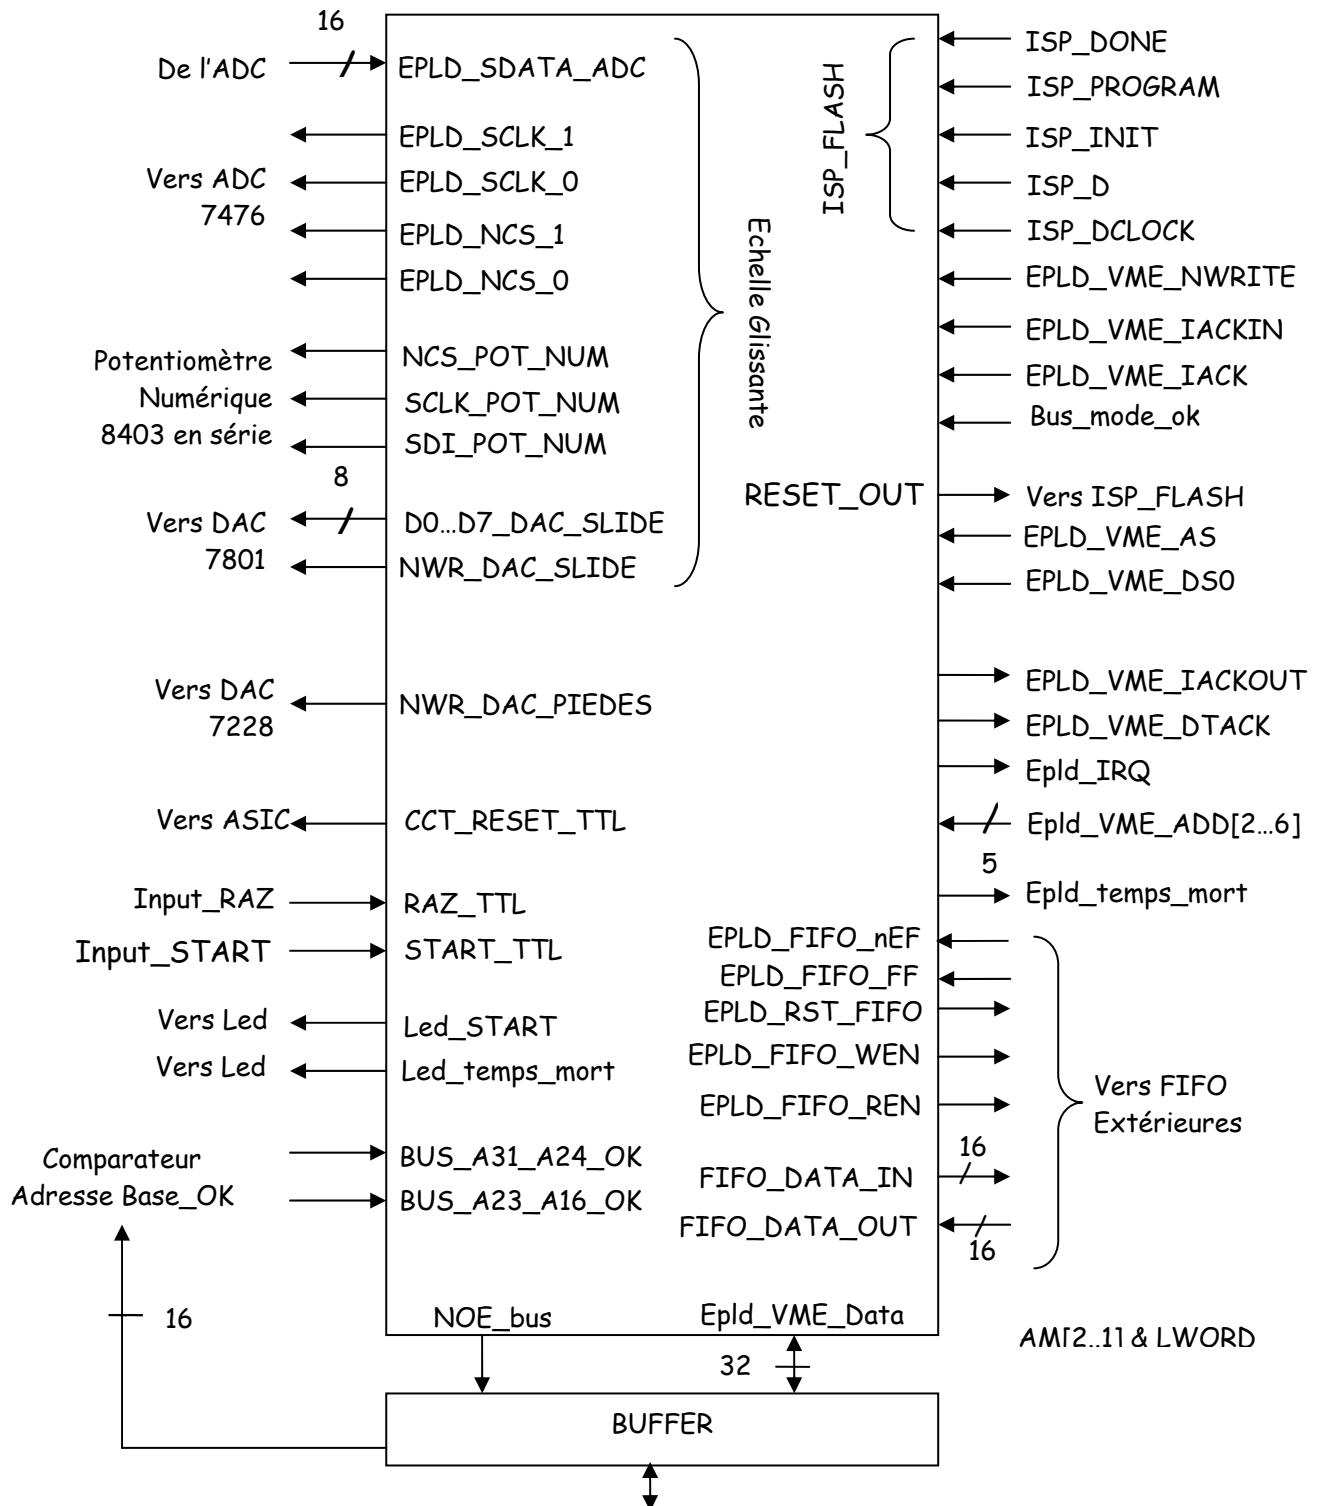 16
De l'ADC
EPLD_SDATA_ADC
EPLD_SCLK_1
Vers ADC
7476
EPLD_SCLK_0
EPLD_NCS_1
EPLD_NCS_0
Potentiomètre
Numérique
8403 en série
NCS_POT_NUM
SCLK_POT_NUM
SDI_POT_NUM
8
Vers DAC
7801
D0...D7_DAC_SLIDE
NWR_DAC_SLIDE
Echelle Glissante
Vers DAC
7228
NWR_DAC_PIEDES
Vers ASIC
CCT_RESET_TTL
Input_RAZ
RAZ_TTL
Input_START
START_TTL
Vers Led
Led_START
Vers Led
Led_temps_mort
Comparateur
Adresse Base_OK
BUS_A31_A24_OK
BUS_A23_A16_OK
16
ISP_FLASH
ISP_DONE
ISP_PROGRAM
ISP_INIT
ISP_D
ISP_DCLOCK
EPLD_VME_NWRITE
EPLD_VME_IACKIN
EPLD_VME_IACK
Bus_mode_ok
RESET_OUT
Vers ISP_FLASH
EPLD_VME_AS
EPLD_VME_DS0
EPLD_VME_IACKOUT
EPLD_VME_DTACK
Epld_IRQ
Epld_VME_ADD[2...6]
5
Epld_temps_mort
EPLD_FIFO_nEF
EPLD_FIFO_FF
EPLD_RST_FIFO
EPLD_FIFO_WEN
EPLD_FIFO_REN
Vers FIFO
Extérieures
16
FIFO_DATA_IN
FIFO_DATA_OUT
16
NOE_bus
Epld_VME_Data
AM[2..1] & LWORD
32
BUFFER